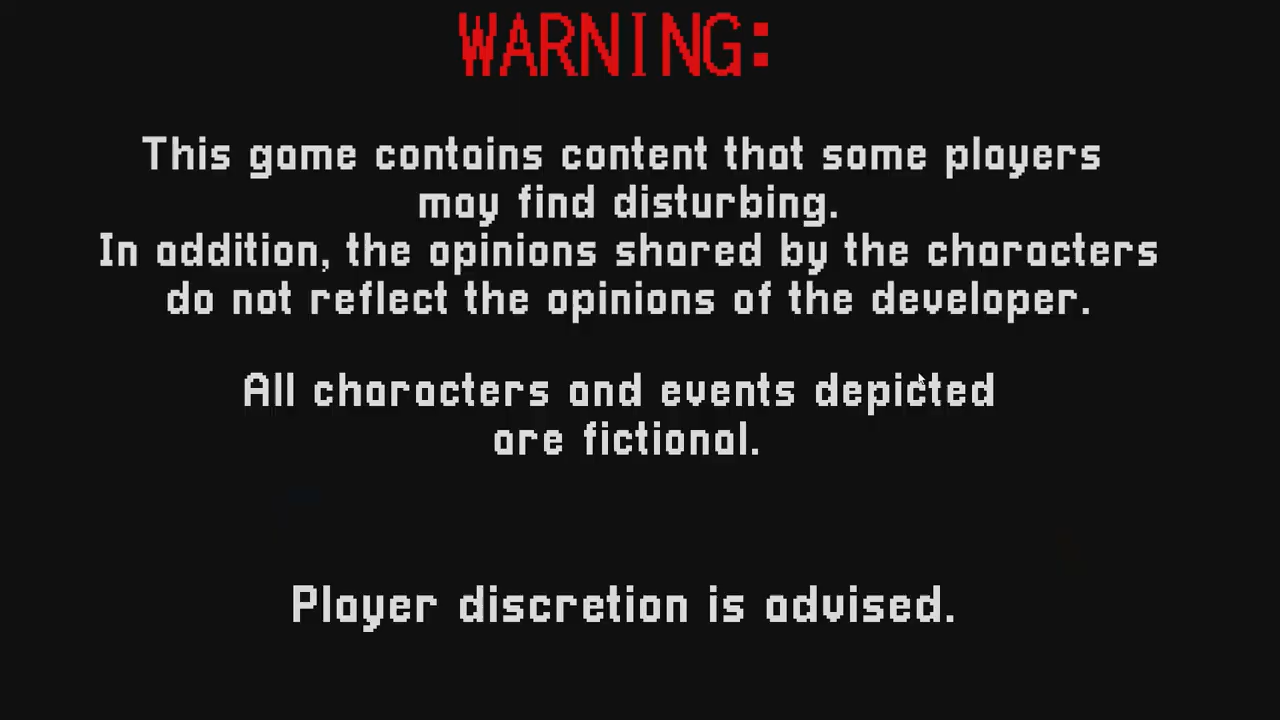 WARNING:
This game contains content that some players
may find disturbing.
In addition, the opinions shared by the characters
do not reflect the opinions of the developer.
All characters and events depicted
are fictional.
Player discretion is advised.